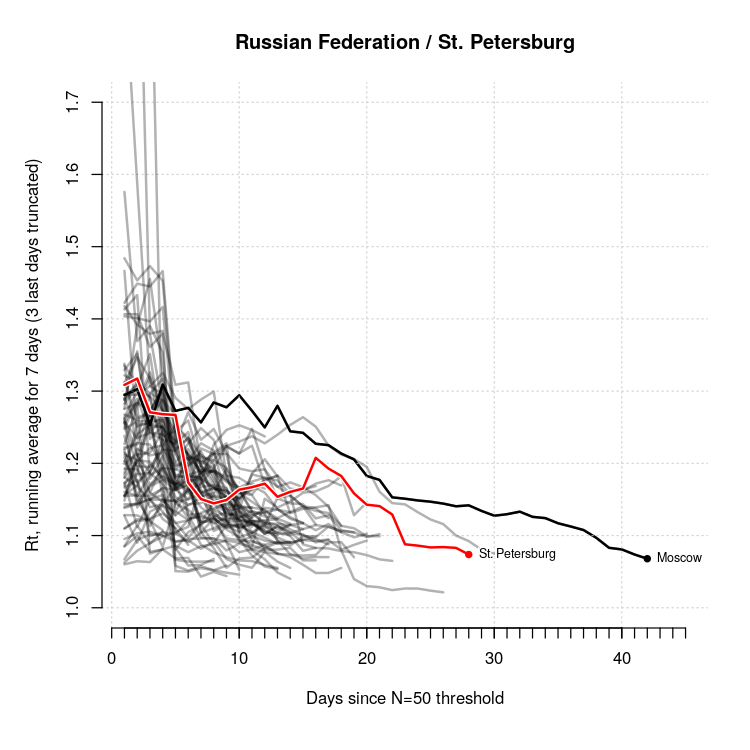 Russian Federation / St. Petersburg
Rt, running average for 7 days (3 last days truncated)
1.7
1.6
1.5
1.4
1.3
1.2
1.1
1.0
St. Petersburg
Moscow
0 10 20 30 40
Days since N=50 threshold